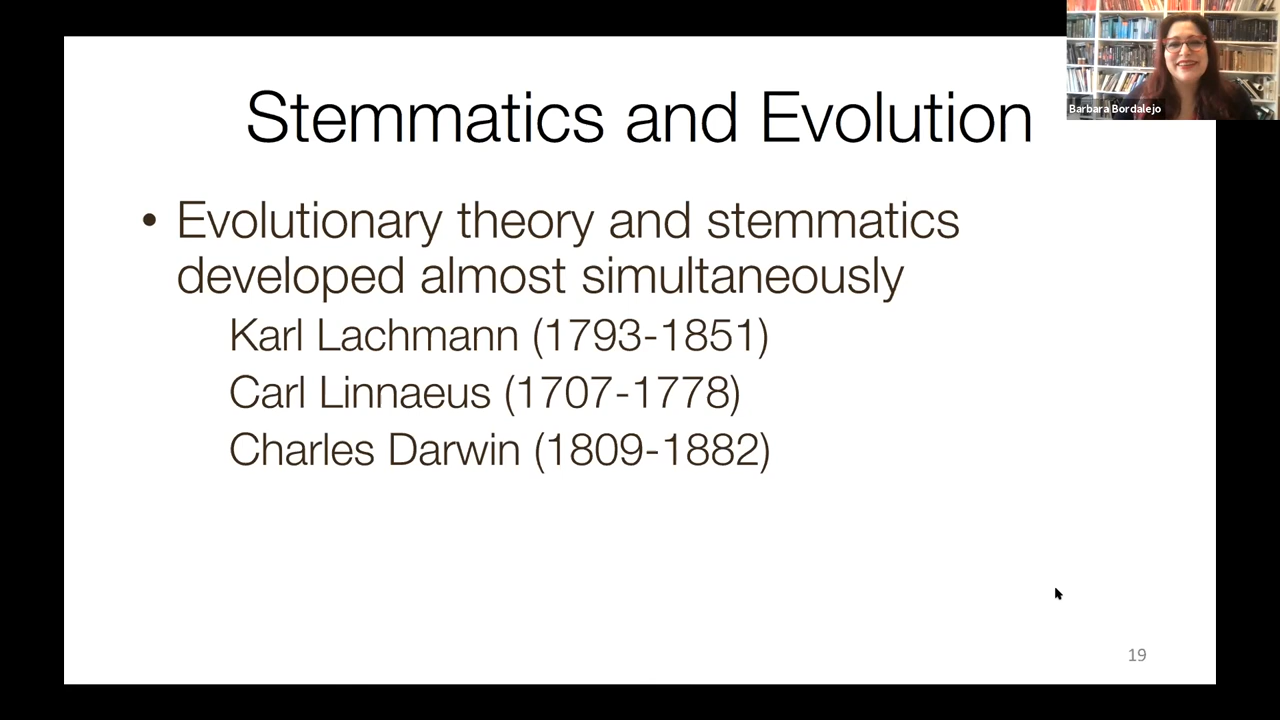 Stemmatics and Evolution
• Evolutionary theory and stemmatics
developed almost simultaneously
Karl Lachmann (1793-1851)
Carl Linnaeus (1707-1778)
Charles Darwin (1809-1882)
19
Barbara Bordalejo